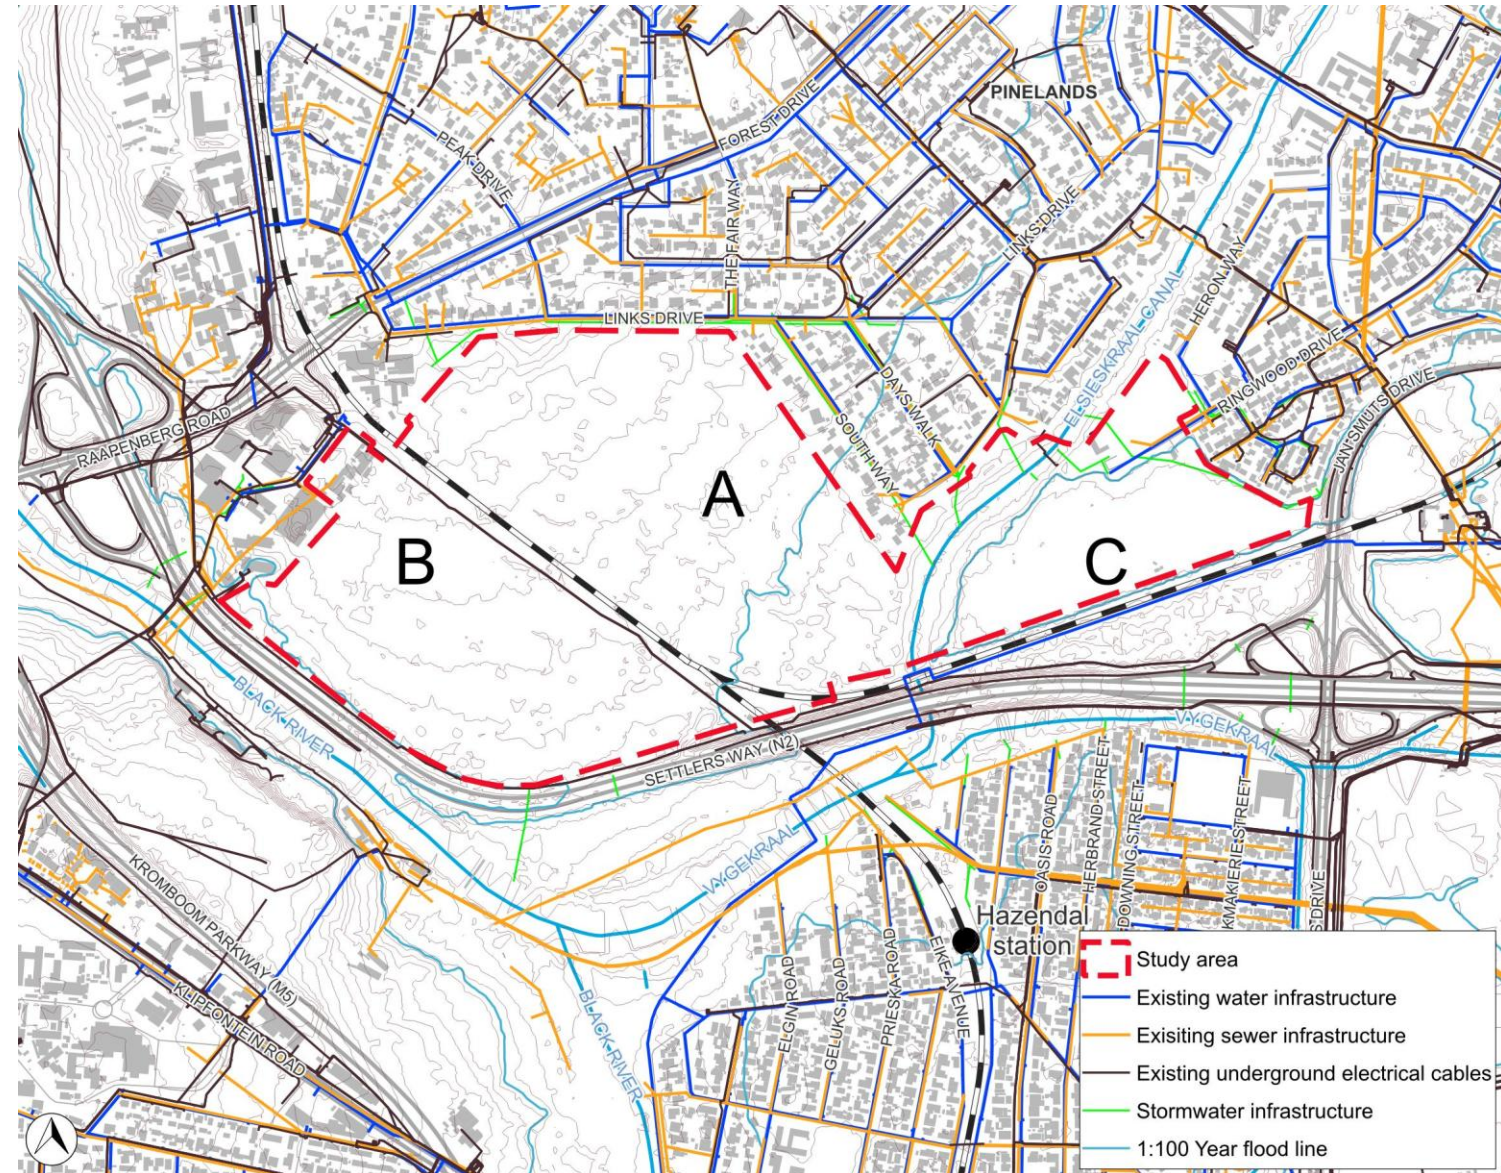 PINELANDS
FOREST DRIVE
PEAK DRIVE
THE FAIR WAY
LINKS DRIVE
HERON WAY
ELSIESKRAAL CANAL
LINKS DRIVE
RINGWOOD DRIVE
JAN SMUTS DRIVE
DAYS WALK
SOUTH WAY
RAAPENBERG ROAD
A
B
C
BLACK RIVER
SETTLERS WAY (N2)
VYGEKRAAL
VYGEKRAAL
OASIS ROAD
HERBRAND STREET
DOWNING STREET
KMAKIERIE STREET
S DRIVE
KROMBOOM PARKWAY (M5)
KLIPFONTEIN ROAD
BLACK RIVER
ELGIN ROAD
GELUKS ROAD
PRIESKA ROAD
EIKE AVENUE
Hazendal
station
Study area
Existing water infrastructure
Exisiting sewer infrastructure
Existing underground electrical cables
Stormwater infrastructure
1:100 Year flood line